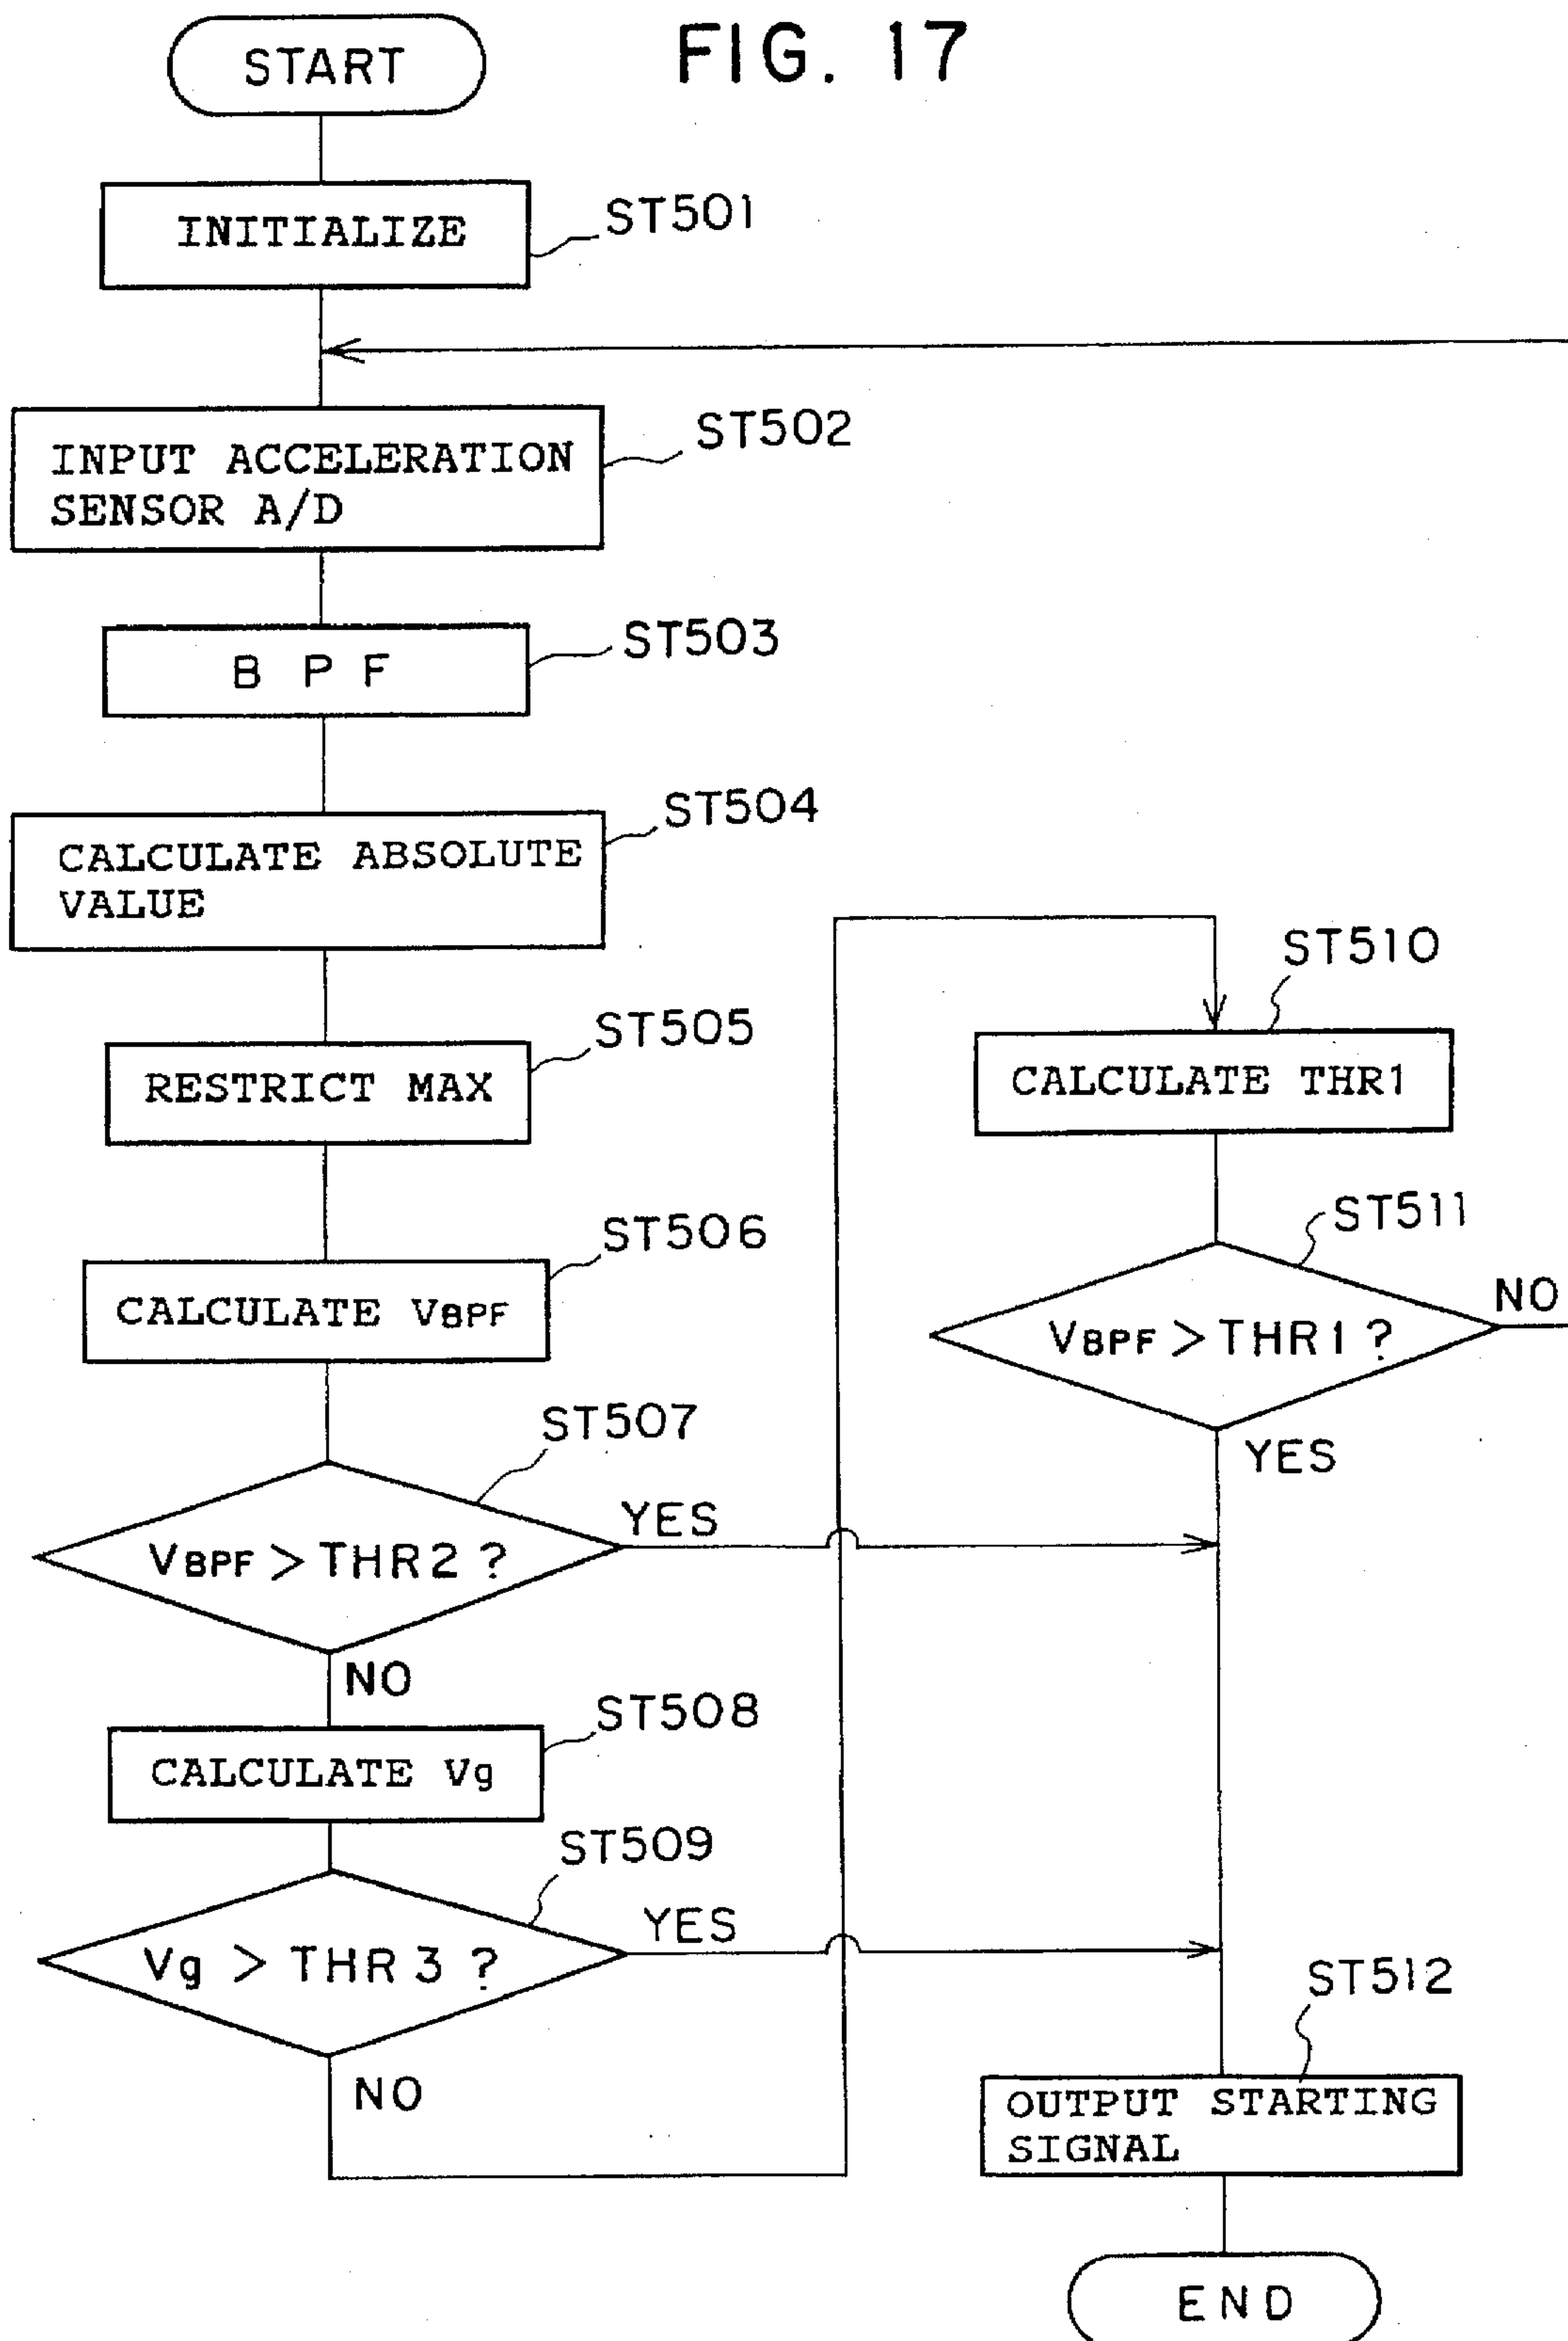 FIG. 17
START
INITIALIZE
ST501
INPUT ACCELERATION
SENSOR A/D
ST502
B P F
ST503
CALCULATE ABSOLUTE
VALUE
ST504
RESTRICT MAX
ST505
CALCULATE VBPF
ST506
VBPF > THR2 ?
ST507
YES
NO
CALCULATE Vg
ST508
Vg > THR 3 ?
ST509
YES
NO
CALCULATE THR1
ST510
VBPF > THR1 ?
ST511
NO
YES
OUTPUT STARTING
SIGNAL
ST512
END